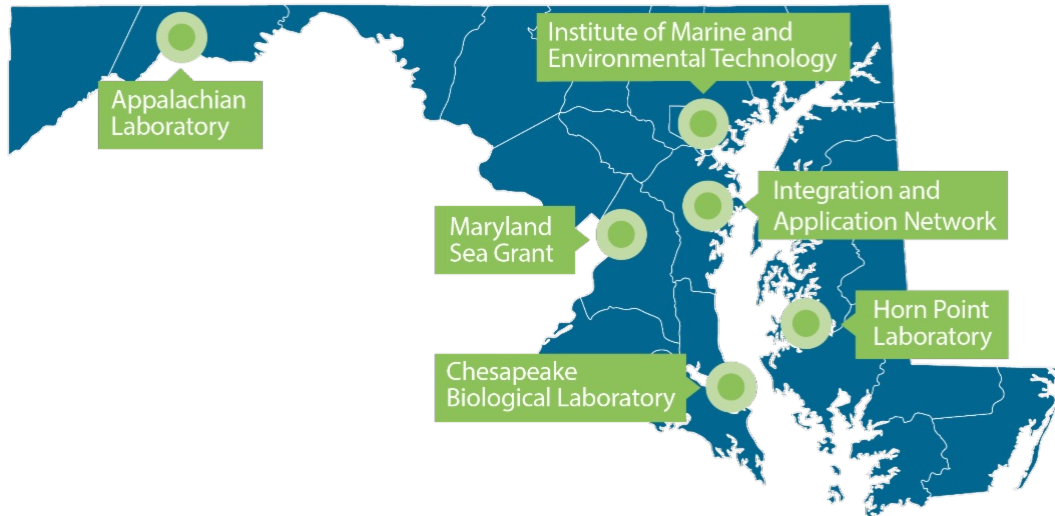 Institute of Marine and
Environmental Technology
Appalachian
Laboratory
Integration and
Application Network
Maryland
Sea Grant
Horn Point
Laboratory
Chesapeake
Biological Laboratory